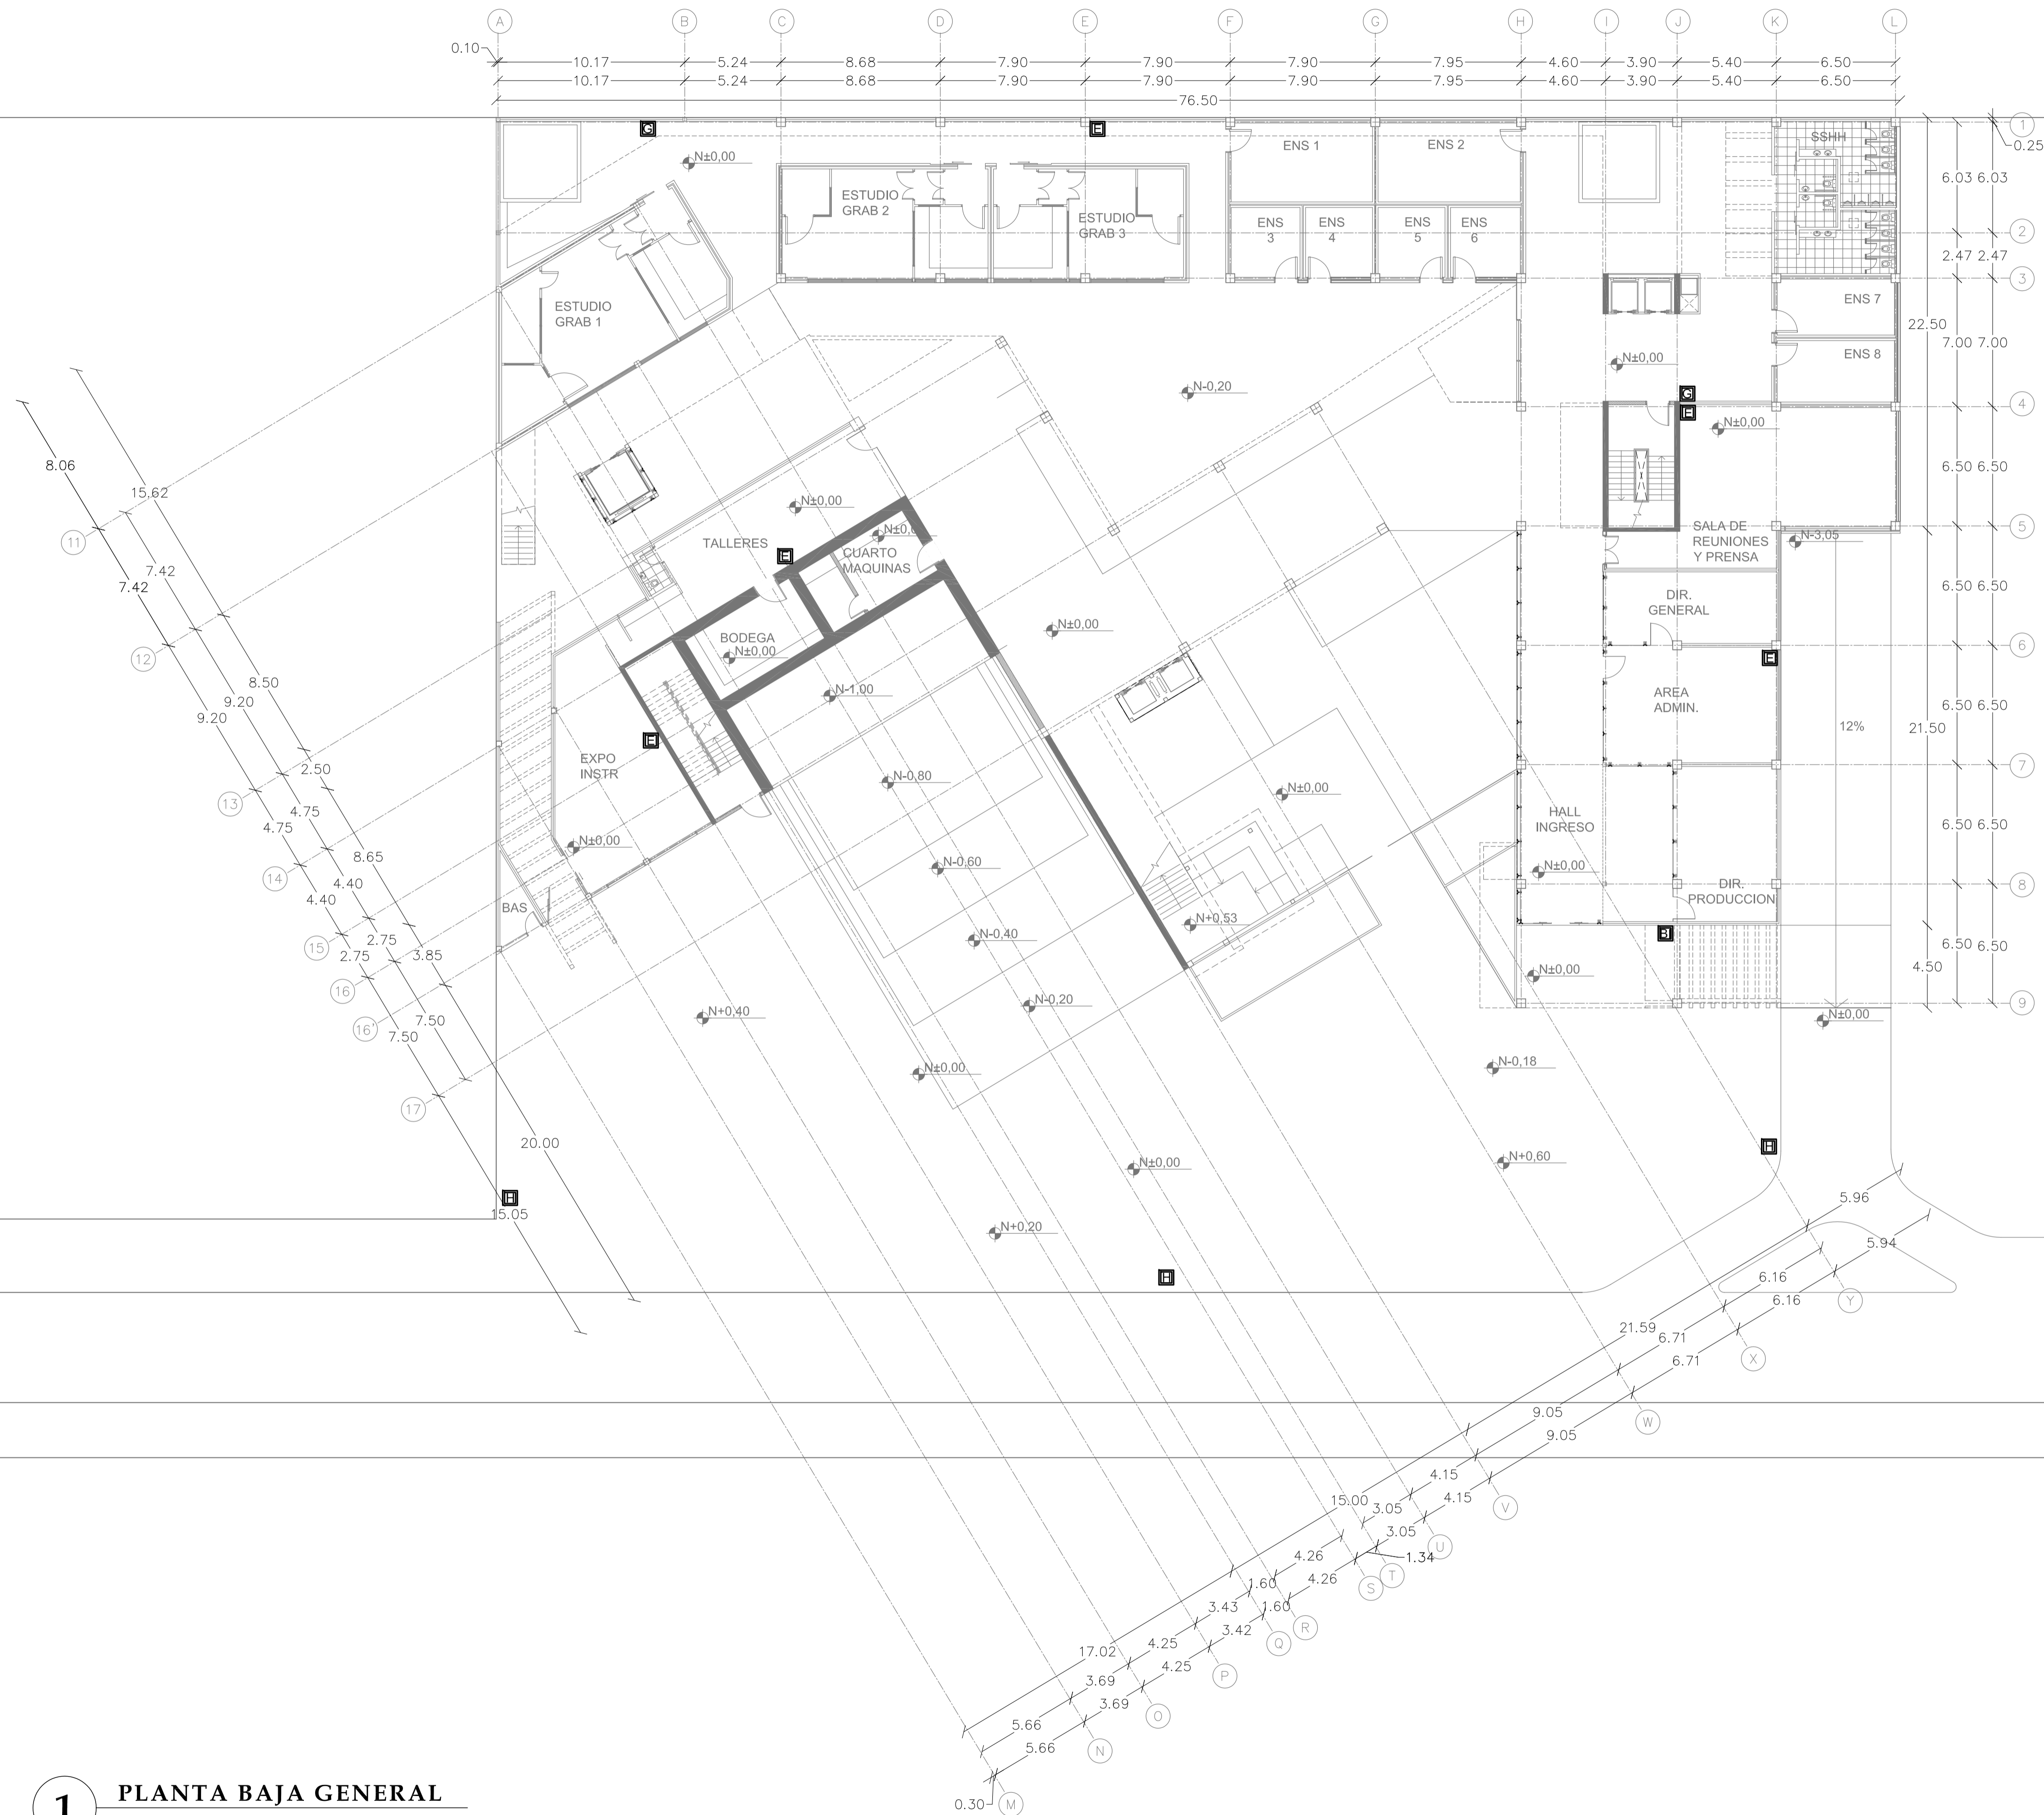 A B C D E F G H I J K L
0.10
10.17 5.24 8.68 7.90 7.90 7.90 7.95 4.60 3.90 5.40 6.50
10.17 5.24 8.68 7.90 7.90 7.90 7.95 4.60 3.90 5.40 6.50
76.50
G E
1
0.25
N±0,00
ENS 1
ENS 2
SSHH
6.03 6.03
ESTUDIO
GRAB 2
ESTUDIO
GRAB 3
ENS
3
ENS
4
ENS
5
ENS
6
2
2.47 2.47
3
ESTUDIO
GRAB 1
ENS 7
22.50
7.00 7.00
ENS 8
N±0,00
N-0,20
G
E
4
N±0,00
8.06
15.62
6.50 6.50
N±0,00
5
11
TALLERES
E
CUARTO
MAQUINAS
SALA DE
REUNIONES
Y PRENSA
N-3,05
7.42
7.42
6.50 6.50
DIR.
GENERAL
12
BODEGA
N±0,00
N±0,00
6
E
8.50
9.20
9.20
N-1,00
AREA
ADMIN.
6.50 6.50
12%
21.50
E
EXPO
INSTR
2.50
N-0,80
N±0,00
7
13
4.75
4.75
HALL
INGRESO
6.50 6.50
N±0,00
8.65
N-0,60
N±0,00
14
4.40
4.40
BAS
DIR.
PRODUCCION
8
N+0,53
B
15
2.75
2.75
3.85
N-0,40
6.50 6.50
4.50
N±0,00
16
N-0,20
9
16'
7.50
7.50
N+0,40
N±0,00
N±0,00
N-0,18
17
20.00
N±0,00
N+0,60
H
H
15.05
N+0,20
H
5.96
5.94
6.16
6.16
Y
21.59
6.71
6.71
X
9.05
9.05
W
4.15
4.15
V
15.00
3.05
3.05
U
1.34
T
4.26
4.26
S
1.60
1.60
R
3.43
3.42
Q
17.02
4.25
4.25
P
3.69
3.69
O
5.66
5.66
N
0.30
M
1
PLANTA BAJA GENERAL